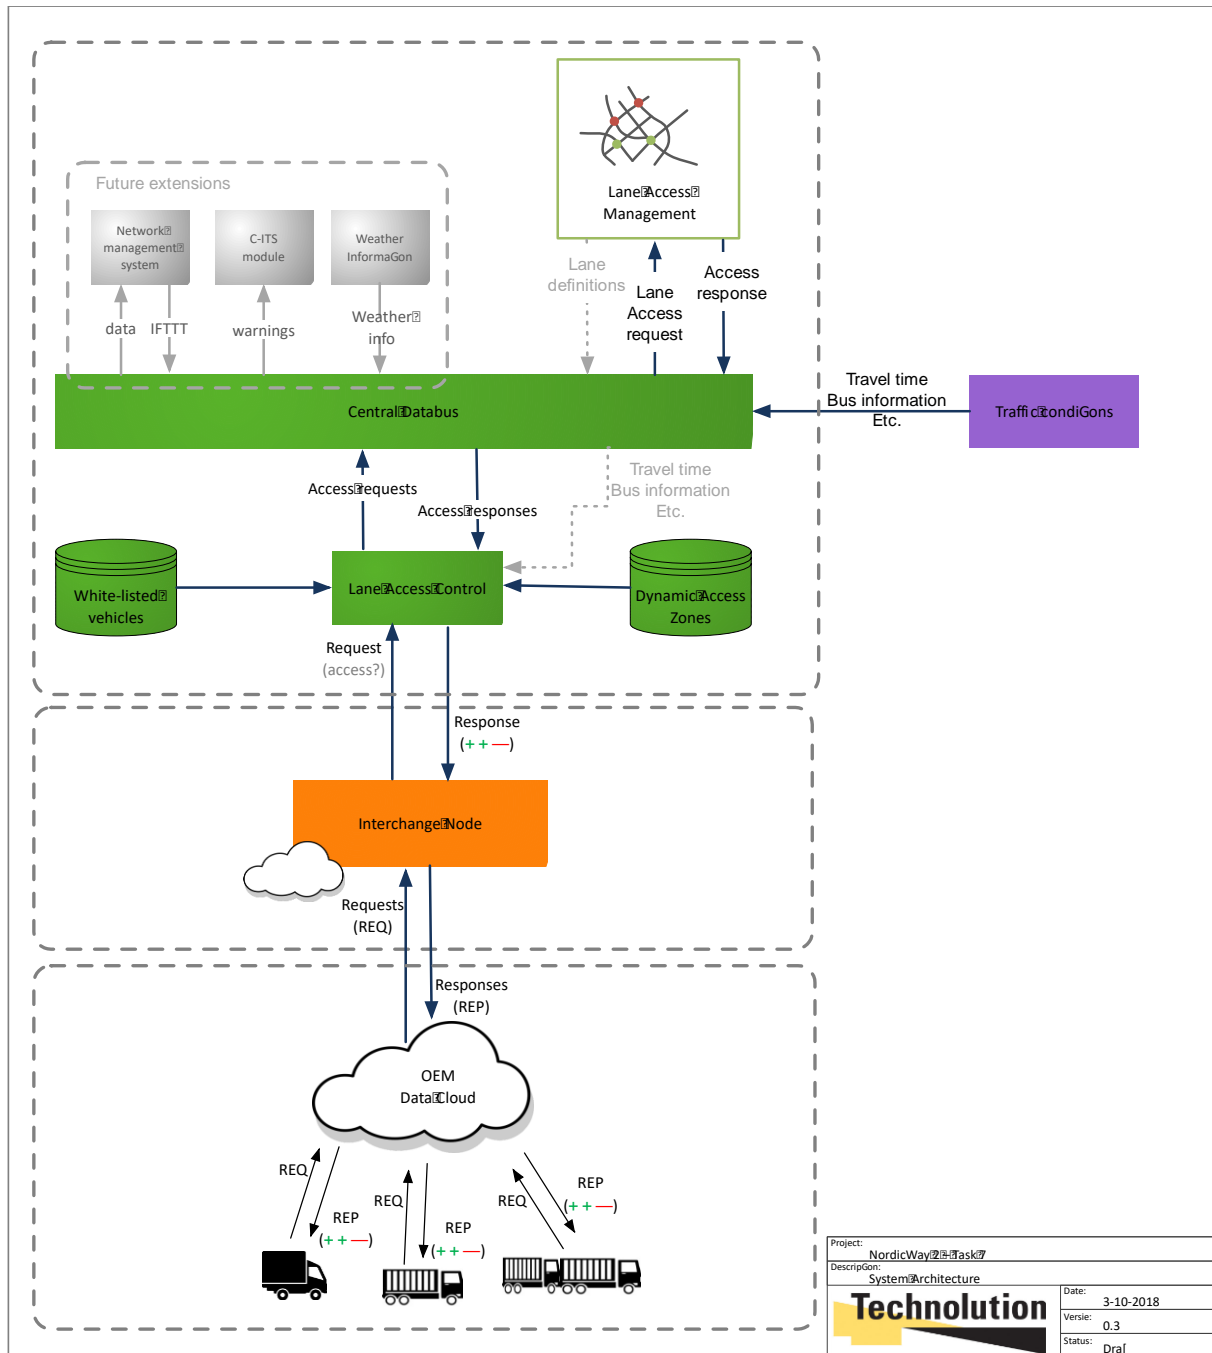 Future extensions
Network
management
system
C-ITS
module
Weather
InformaGon
data
IFTTT
warnings
Weather
info
Lane Access
Management
Lane
definitions
Lane
Access
request
Access
response
Central Databus
Travel time
Bus information
Etc.
Traffic condiGons
Access requests
Access responses
Travel time
Bus information
Etc.
White-listed
vehicles
Lane Access Control
Dynamic Access
Zones
Request
(access?)
Response
(++—)
Interchange Node
Requests
(REQ)
Responses
(REP)
OEM
Data Cloud
REQ
REP
(++—)
REQ
REP
(++—)
REQ
REP
(++—)
Project:
NordicWay 2 – Task 7
DescripGon:
System Architecture
Technolution
Date:
3-10-2018
Versie:
0.3
Status:
Dra[